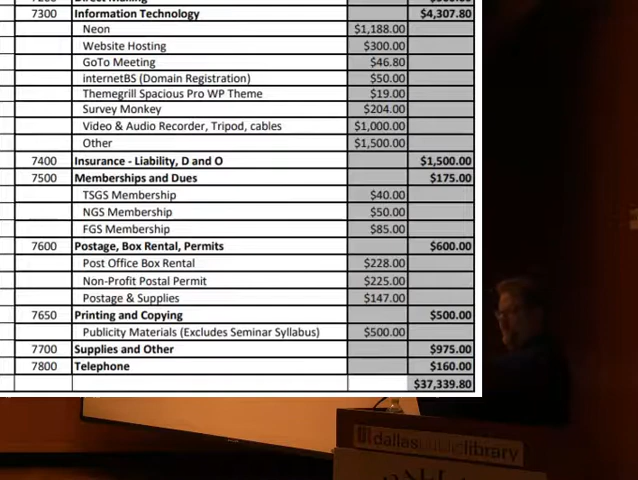 7300 Information Technology $4,307.80
Neon $1,188.00
Website Hosting $300.00
GoTo Meeting $46.80
internetBS (Domain Registration) $50.00
Themegrill Spacious Pro WP Theme $19.00
Survey Monkey $204.00
Video & Audio Recorder, Tripod, cables $1,000.00
Other $1,500.00
7400 Insurance - Liability, D and O $1,500.00
7500 Memberships and Dues $175.00
TSGS Membership $40.00
NGS Membership $50.00
FGS Membership $85.00
7600 Postage, Box Rental, Permits $600.00
Post Office Box Rental $228.00
Non-Profit Postal Permit $225.00
Postage & Supplies $147.00
7650 Printing and Copying $500.00
Publicity Materials (Excludes Seminar Syllabus) $500.00
7700 Supplies and Other $975.00
7800 Telephone $160.00
$37,339.80
dallaspubliclibrary